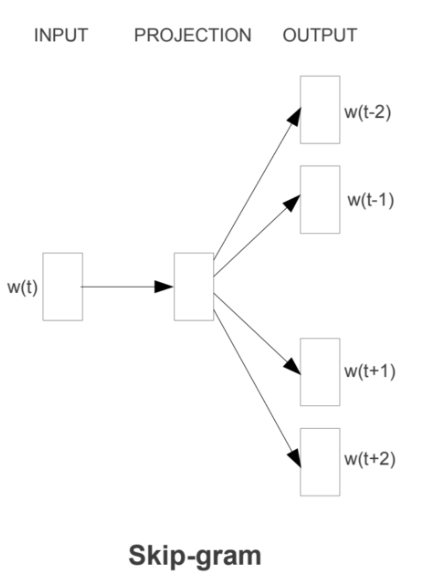 INPUT PROJECTION OUTPUT
w(t-2)
w(t-1)
w(t)
w(t+1)
w(t+2)
Skip-gram